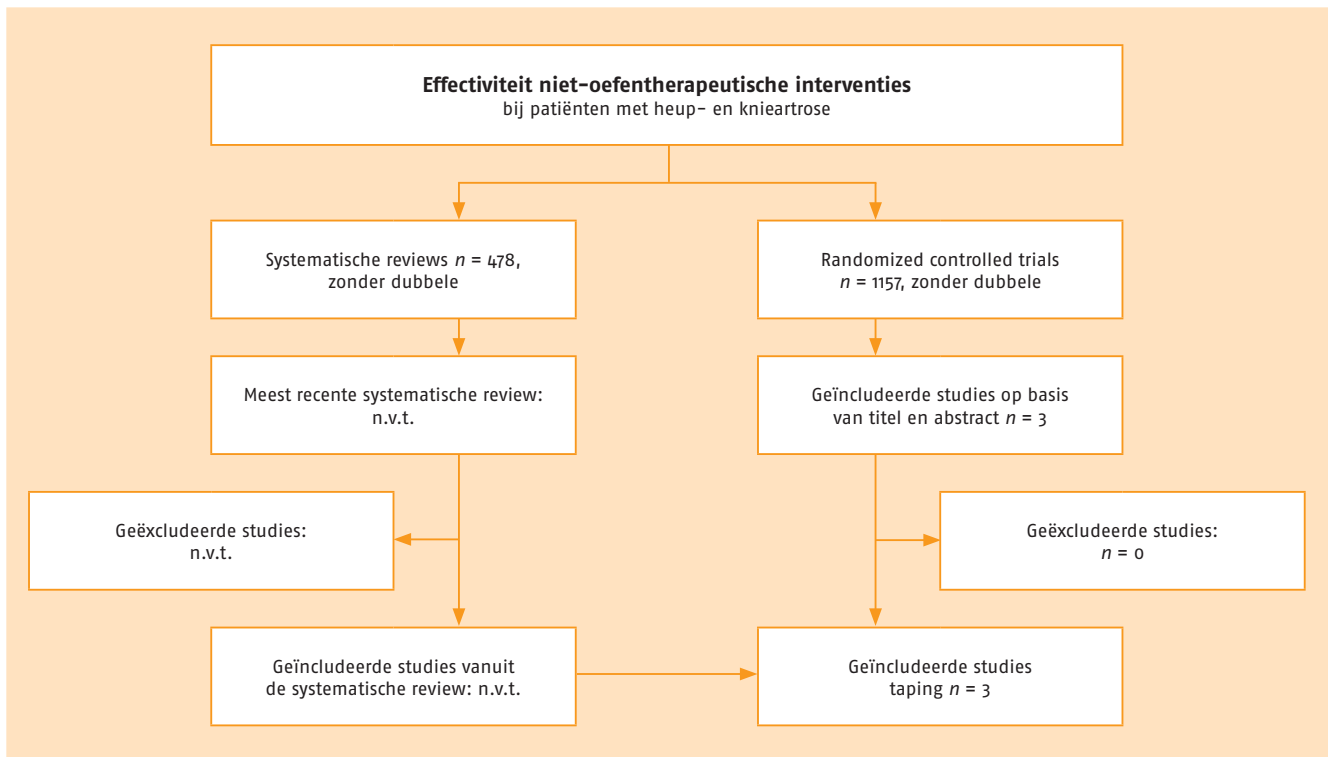 Effectiviteit niet-oefentherapeutische interventies
bij patiënten met heup- en knieartrose
Systematische reviews n = 478,
zonder dubbele
Randomized controlled trials
n = 1157, zonder dubbele
Meest recente systematische review:
n.v.t.
Geïncludeerde studies op basis
van titel en abstract n = 3
Geëxcludeerde studies:
n.v.t.
Geëxcludeerde studies:
n = 0
Geïncludeerde studies vanuit
de systematische review: n.v.t.
Geïncludeerde studies
taping n = 3